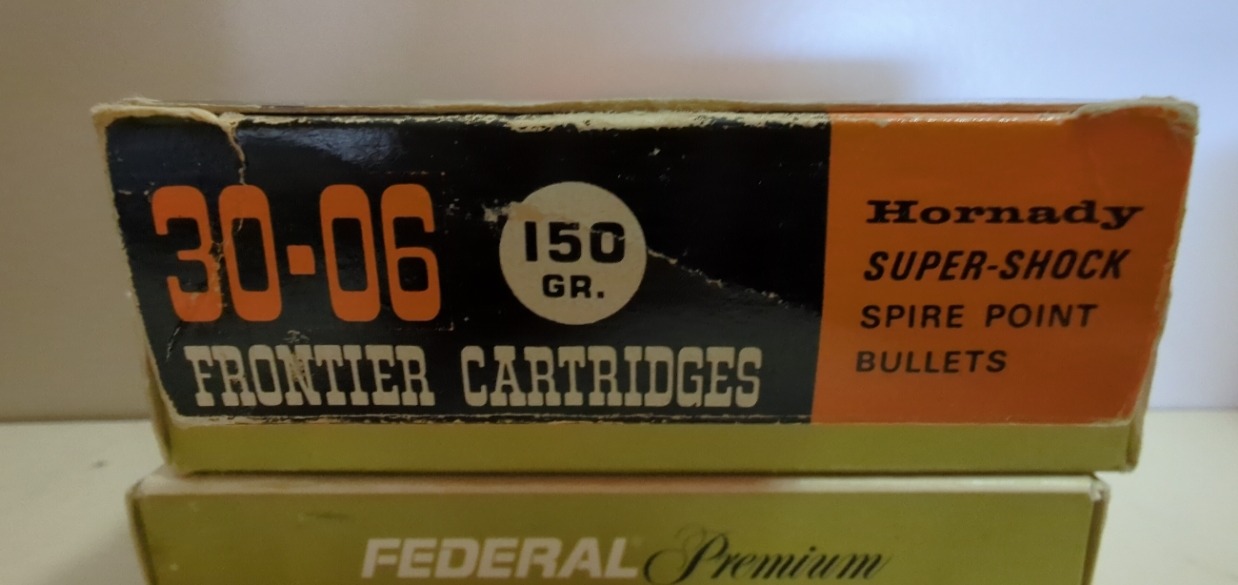 30-06
150
GR.
FRONTIER CARTRIDGES
Hornady
SUPER-SHOCK
SPIRE POINT
BULLETS
FEDERAL Premium